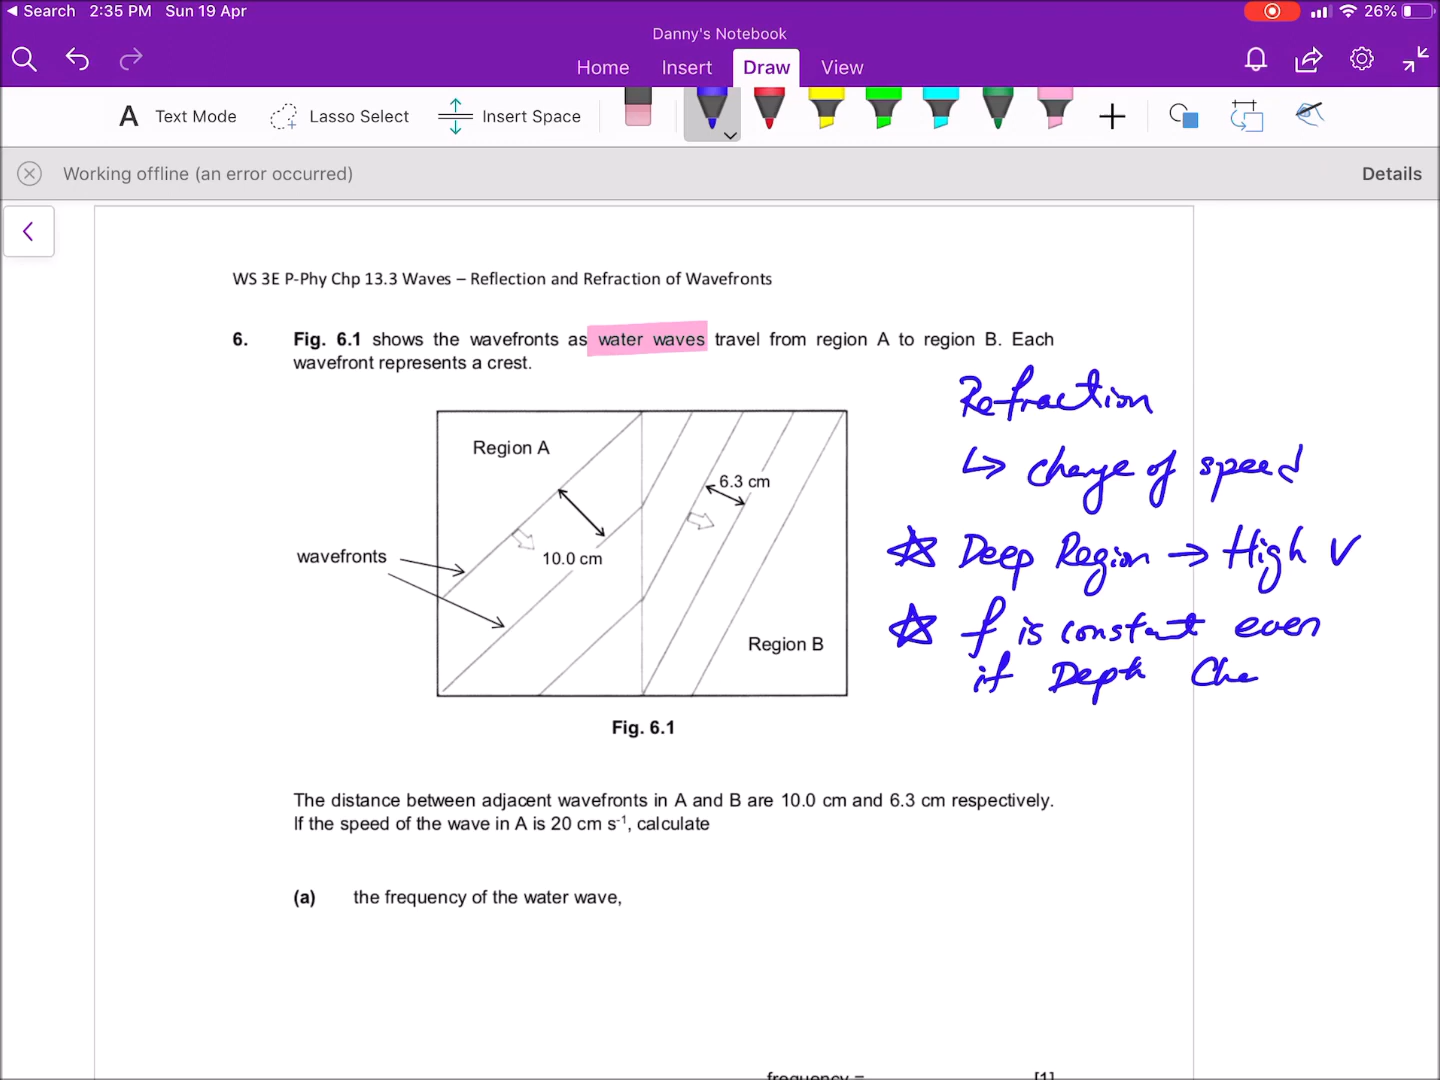 Search 2:35 PM Sun 19 Apr 26%
Danny's Notebook
Home Insert Draw View
A Text Mode Lasso Select Insert Space
Working offline (an error occurred) Details
WS 3E P-Phy Chp 13.3 Waves – Reflection and Refraction of Wavefronts
6. Fig. 6.1 shows the wavefronts as water waves travel from region A to region B. Each
wavefront represents a crest.
Refraction
Region A
↳ change of speed
6.3 cm
wavefronts
10.0 cm
☆ Deep Region → High v
☆ f is constant even
Region B
if Depth Cha
Fig. 6.1
The distance between adjacent wavefronts in A and B are 10.0 cm and 6.3 cm respectively.
If the speed of the wave in A is 20 cm s⁻¹, calculate
(a) the frequency of the water wave,
frequency = [1]